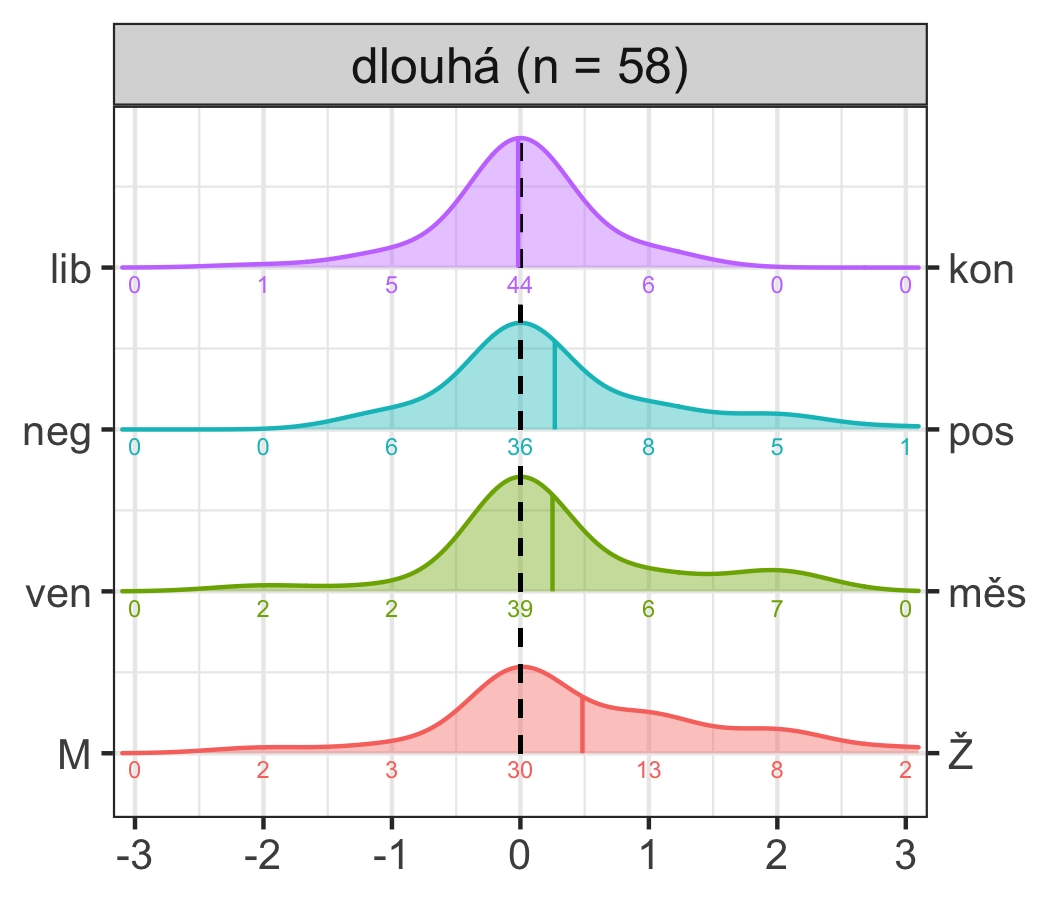 dlouhá (n = 58)
lib kon
0 1 5 44 6 0 0
neg pos
0 0 6 36 8 5 1
ven měs
0 2 2 39 6 7 0
M Ž
0 2 3 30 13 8 2
-3 -2 -1 0 1 2 3